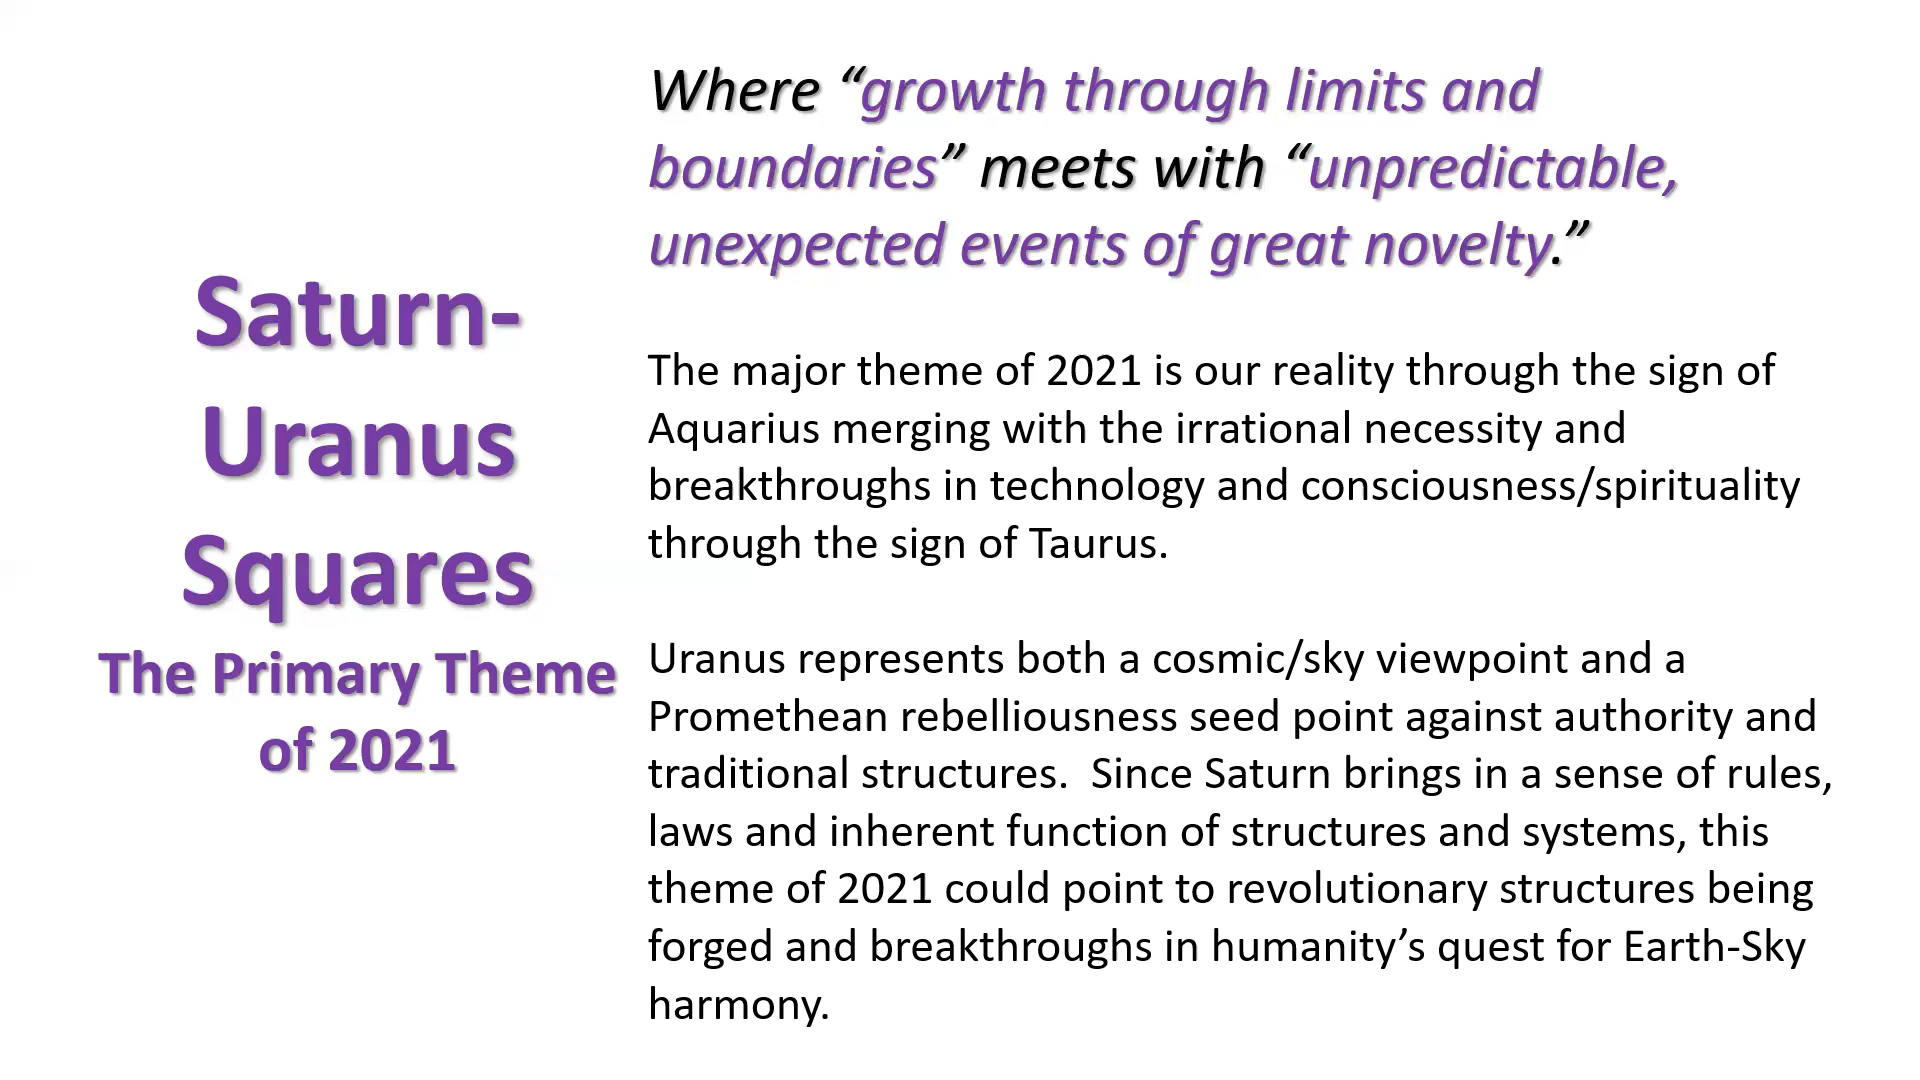 Saturn-
Uranus
Squares
The Primary Theme
of 2021
Where “growth through limits and
boundaries” meets with “unpredictable,
unexpected events of great novelty.”
The major theme of 2021 is our reality through the sign of
Aquarius merging with the irrational necessity and
breakthroughs in technology and consciousness/spirituality
through the sign of Taurus.
Uranus represents both a cosmic/sky viewpoint and a
Promethean rebelliousness seed point against authority and
traditional structures.  Since Saturn brings in a sense of rules,
laws and inherent function of structures and systems, this
theme of 2021 could point to revolutionary structures being
forged and breakthroughs in humanity’s quest for Earth-Sky
harmony.